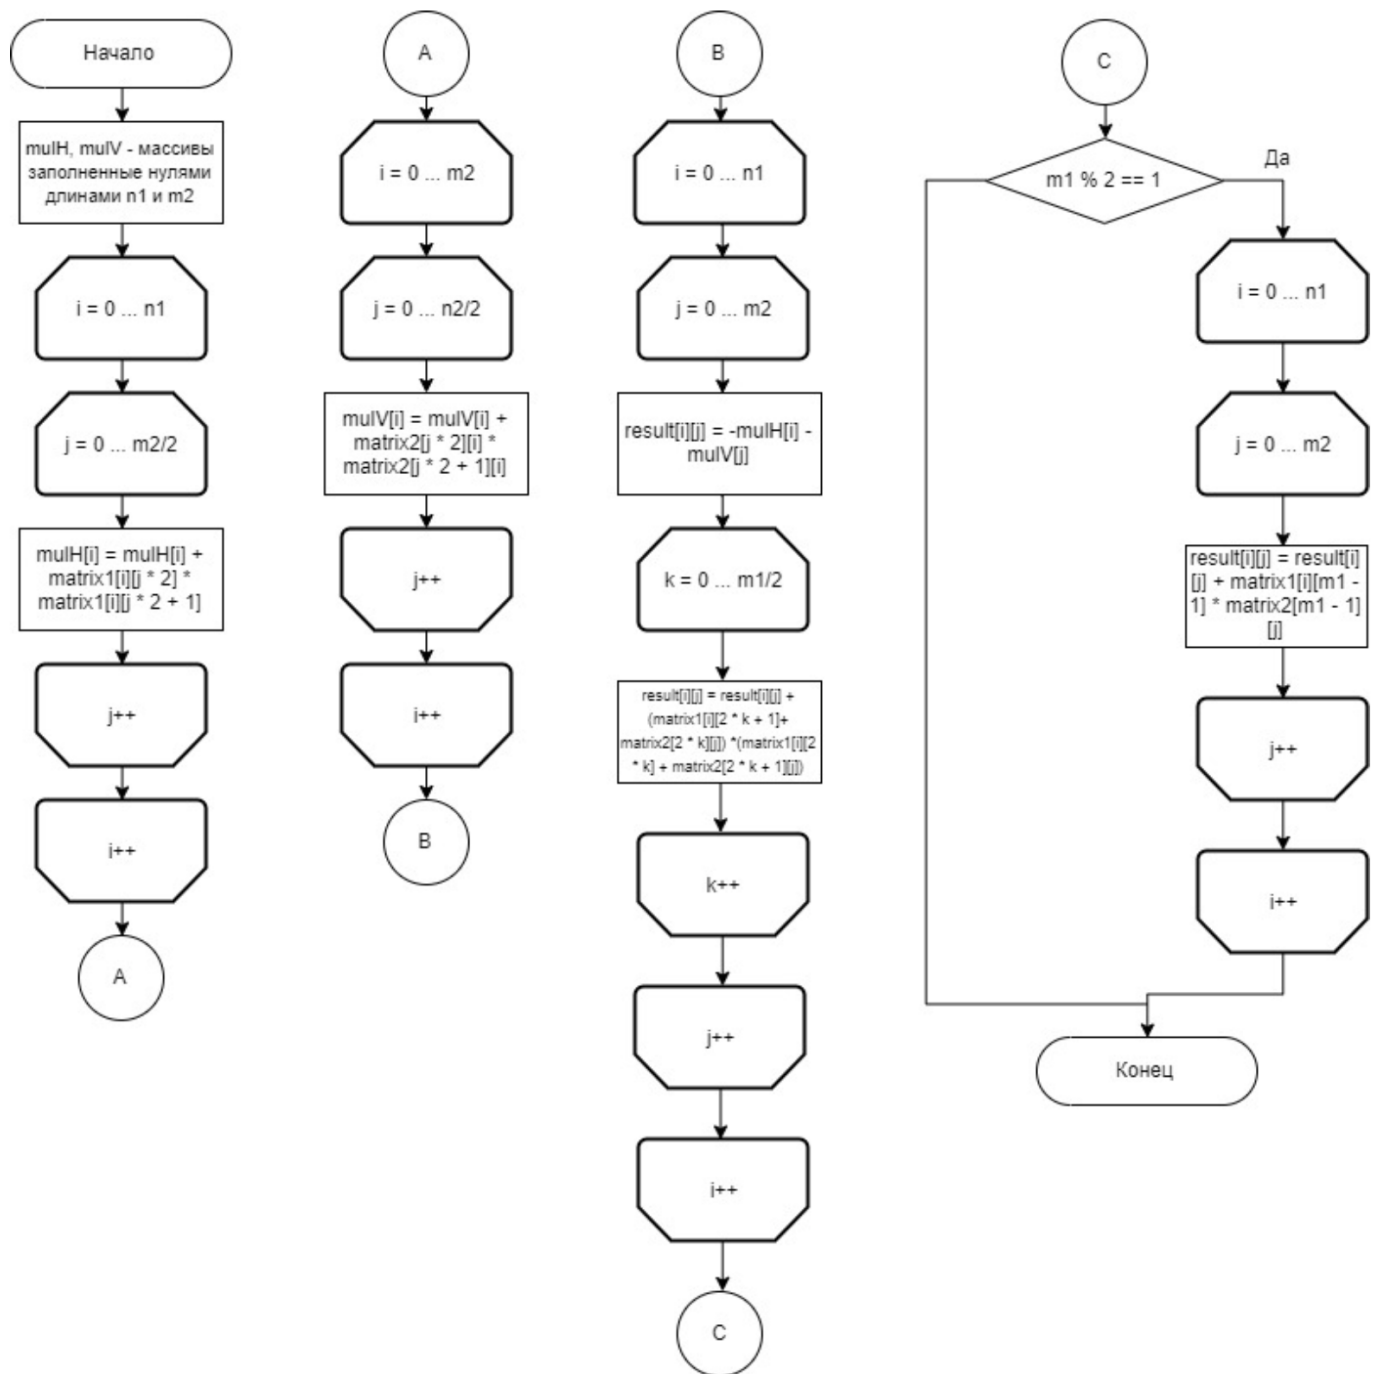 Начало
mulH, mulV - массивы
заполненные нулями
длинами n1 и m2
i = 0 ... n1
j = 0 ... m2/2
mulH[i] = mulH[i] +
matrix1[i][j * 2] *
matrix1[i][j * 2 + 1]
j++
i++
A
A
i = 0 ... m2
j = 0 ... n2/2
mulV[i] = mulV[i] +
matrix2[j * 2][i] *
matrix2[j * 2 + 1][i]
j++
i++
B
B
i = 0 ... n1
j = 0 ... m2
result[i][j] = -mulH[i] -
mulV[j]
k = 0 ... m1/2
result[i][j] = result[i][j] +
(matrix1[i][2 * k + 1]+
matrix2[2 * k][j]) *(matrix1[i][2
* k] + matrix2[2 * k + 1][j])
k++
j++
i++
C
C
m1 % 2 == 1
Да
i = 0 ... n1
j = 0 ... m2
result[i][j] = result[i]
[j] + matrix1[i][m1 -
1] * matrix2[m1 - 1]
[j]
j++
i++
Конец